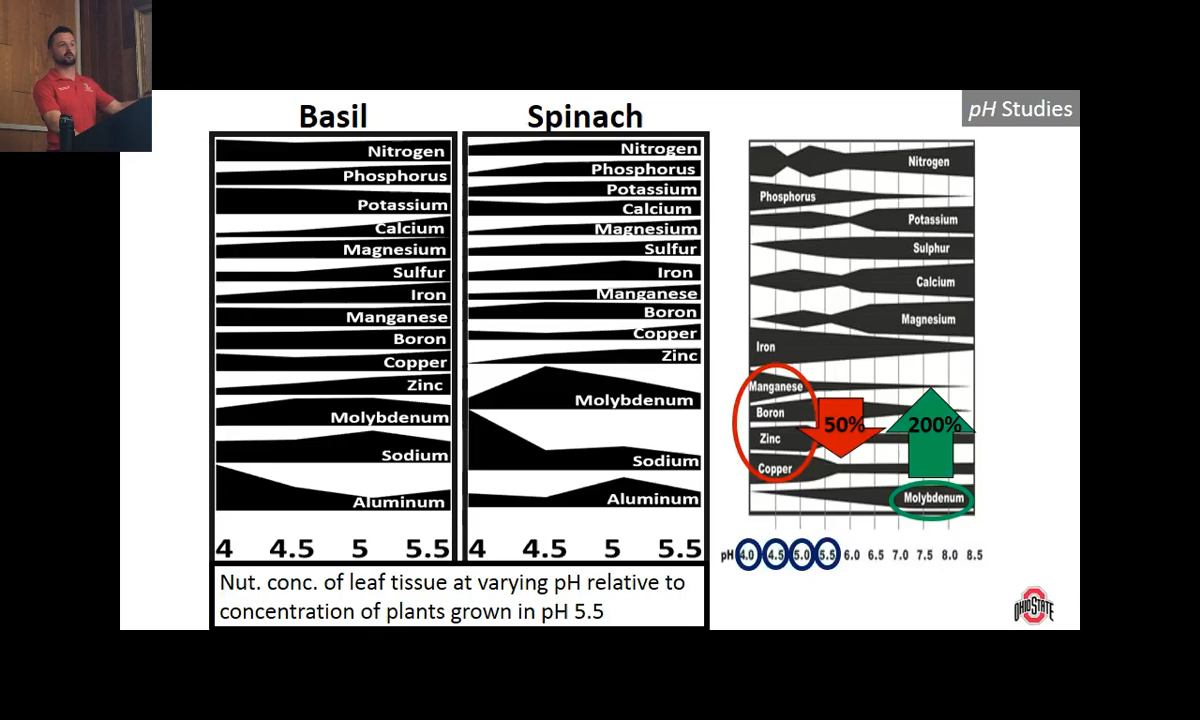 pH Studies
Basil
Nitrogen
Phosphorus
Potassium
Calcium
Magnesium
Sulfur
Iron
Manganese
Boron
Copper
Zinc
Molybdenum
Sodium
Aluminum
4 4.5 5 5.5
Spinach
Nitrogen
Phosphorus
Potassium
Calcium
Magnesium
Sulfur
Iron
Manganese
Boron
Copper
Zinc
Molybdenum
Sodium
Aluminum
4 4.5 5 5.5
Nut. conc. of leaf tissue at varying pH relative to
concentration of plants grown in pH 5.5
Nitrogen
Phosphorus
Potassium
Sulphur
Calcium
Magnesium
Iron
Manganese
Boron
Zinc
Copper
Molybdenum
50%
200%
pH 4.0 4.5 5.0 5.5 6.0 6.5 7.0 7.5 8.0 8.5
OHIO STATE